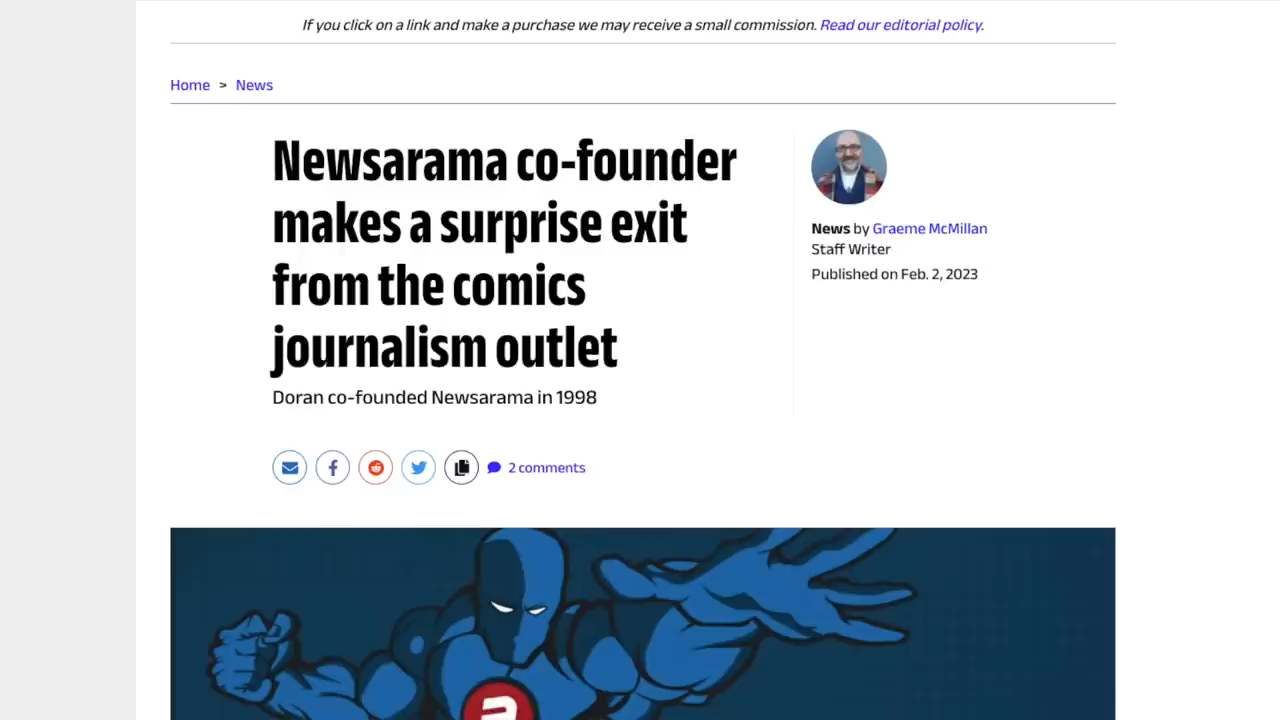 If you click on a link and make a purchase we may receive a small commission. Read our editorial policy.
Home > News
Newsarama co-founder
makes a surprise exit
from the comics
journalism outlet
Doran co-founded Newsarama in 1998
2 comments
News by Graeme McMillan
Staff Writer
Published on Feb. 2, 2023